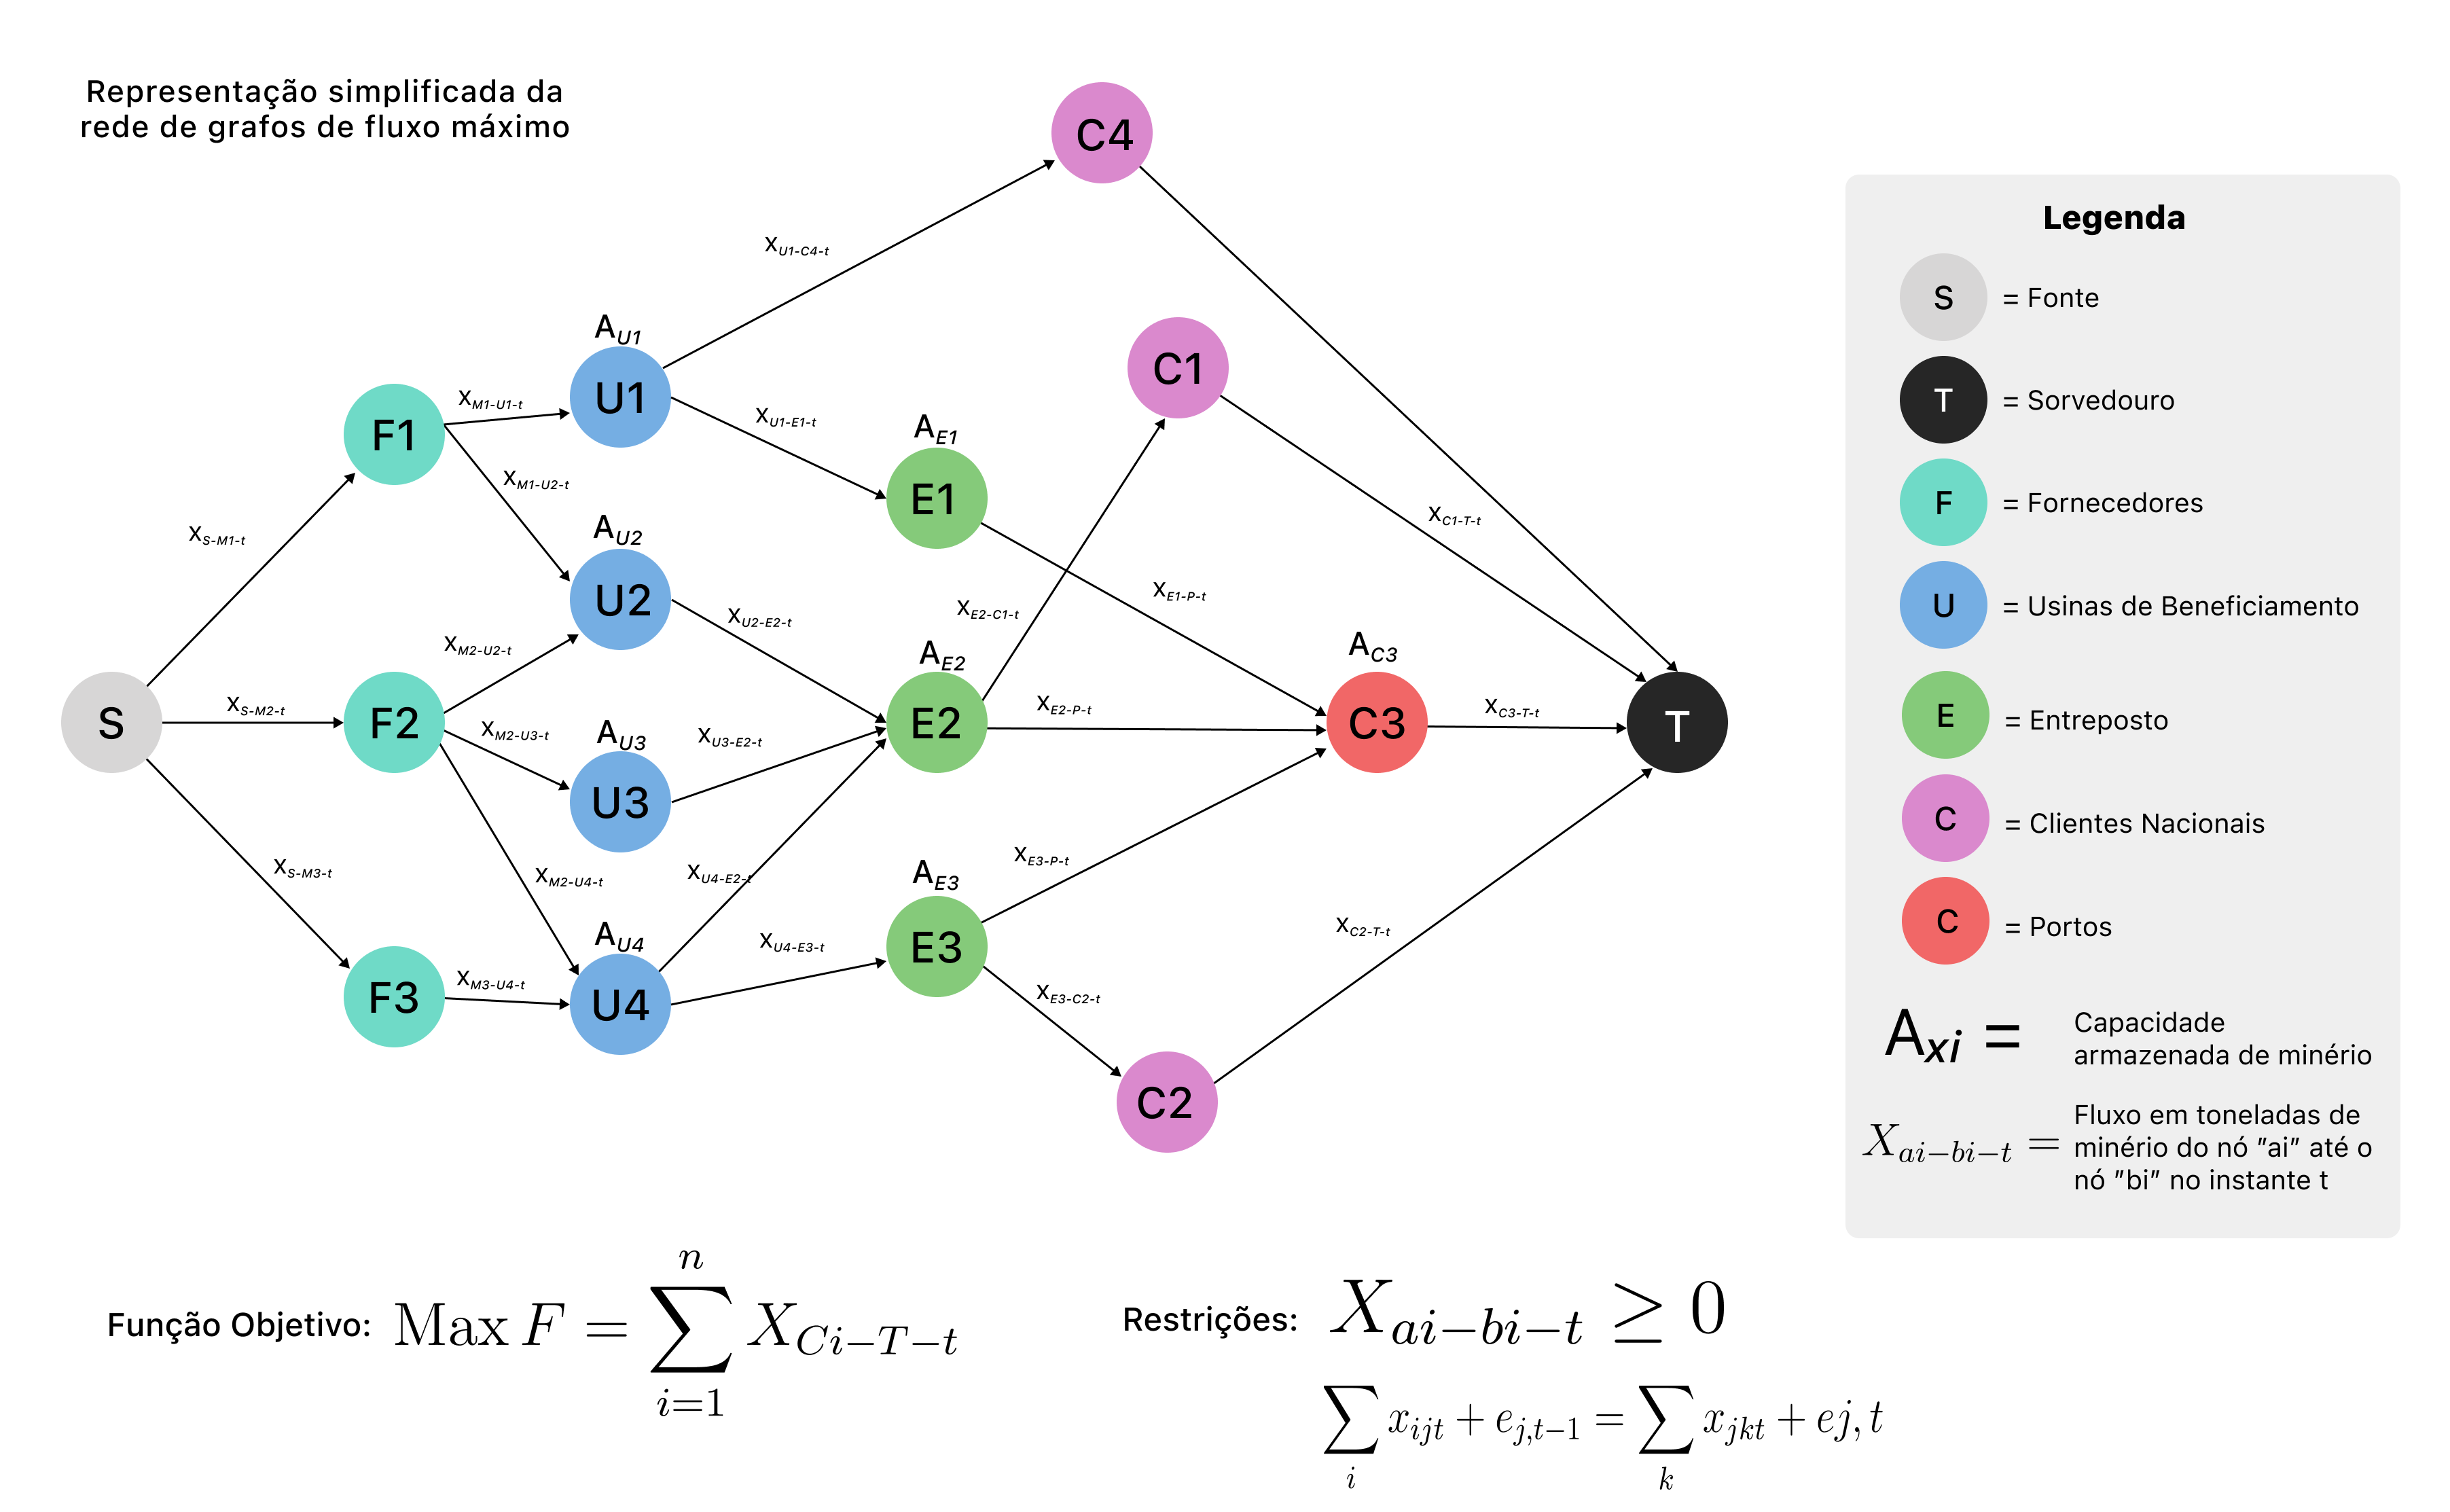 Representação simplificada da
rede de grafos de fluxo máximo
C4
X_{U1-C4-t}
A_{U1}
U1
C1
F1
X_{M1-U1-t}
X_{U1-E1-t}
A_{E1}
E1
X_{M1-U2-t}
X_{S-M1-t}
A_{U2}
U2
X_{C1-T-t}
X_{E1-P-t}
X_{E2-C1-t}
X_{U2-E2-t}
X_{M2-U2-t}
A_{E2}
A_{C3}
S
X_{S-M2-t}
F2
X_{M2-U3-t}
A_{U3}
U3
X_{U3-E2-t}
E2
X_{E2-P-t}
C3
X_{C3-T-t}
T
X_{S-M3-t}
X_{M2-U4-t}
X_{U4-E2-t}
A_{E3}
E3
X_{E3-P-t}
A_{U4}
U4
X_{U4-E3-t}
X_{C2-T-t}
F3
X_{M3-U4-t}
X_{E3-C2-t}
C2
Legenda
S = Fonte
T = Sorvedouro
F = Fornecedores
U = Usinas de Beneficiamento
E = Entreposto
C = Clientes Nacionais
C = Portos
A_{xi} = Capacidade
armazenada de minério
X_{ai-bi-t} = Fluxo em toneladas de
minério do nó "ai" até o
nó "bi" no instante t
Função Objetivo: Max F = \sum_{i=1}^{n} X_{Ci-T-t}
Restrições: X_{ai-bi-t} ≥ 0
\sum_{i} x_{ijt} + e_{j,t-1} = \sum_{k} x_{jkt} + ej, t